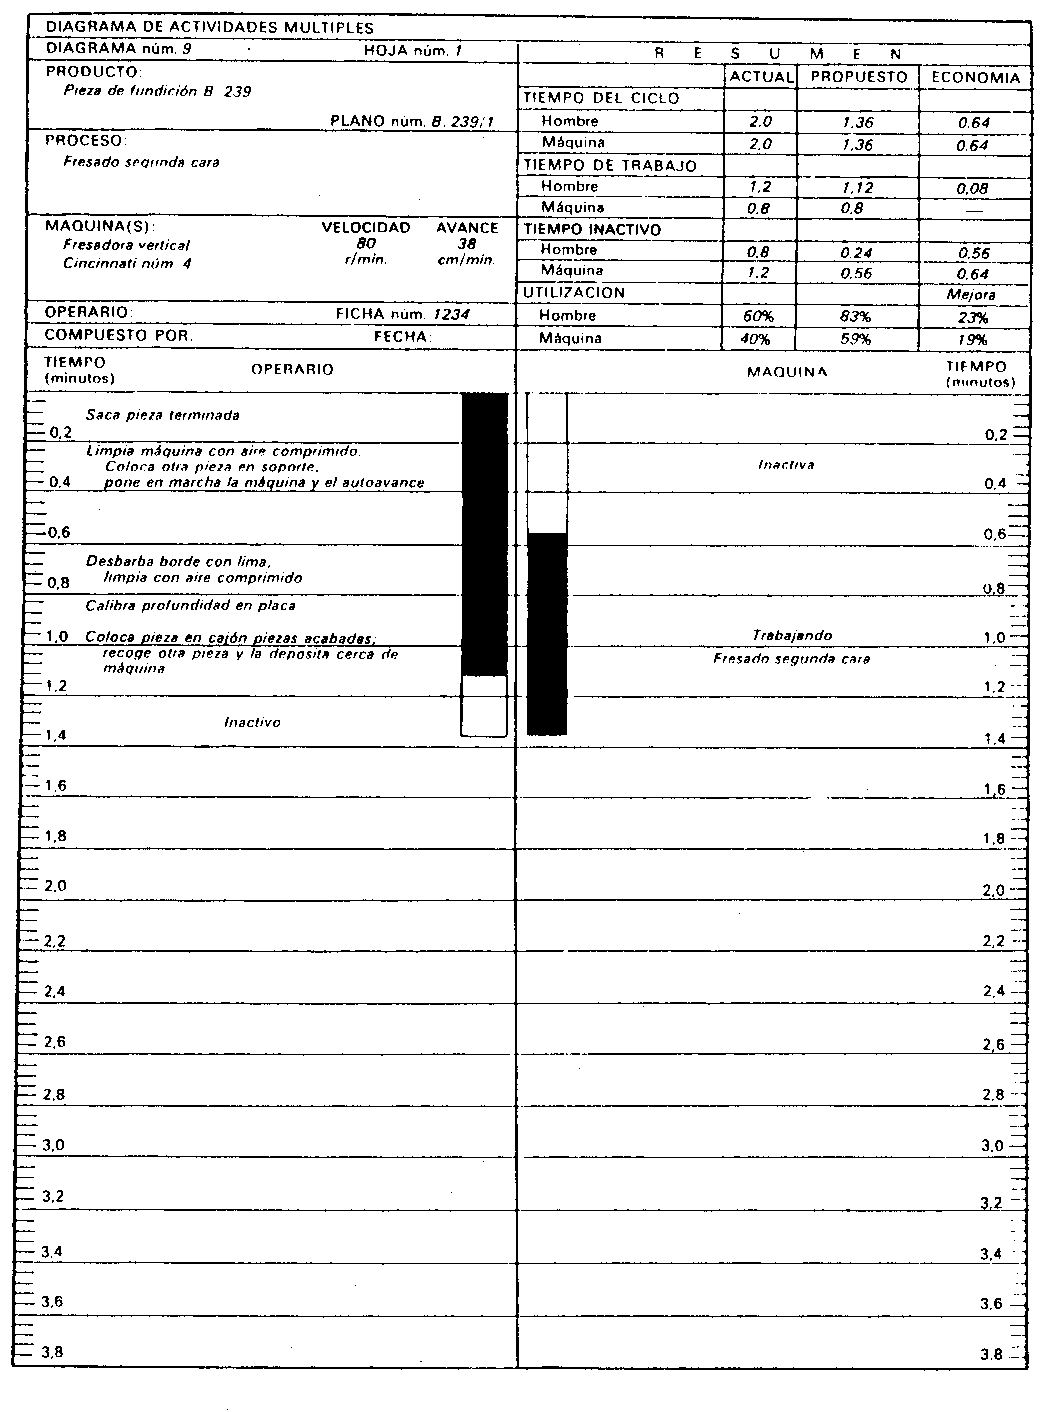 DIAGRAMA DE ACTIVIDADES MULTIPLES
DIAGRAMA núm. 9 HOJA núm. 1
R E S U M E N
PRODUCTO:
Pieza de fundición B 239
PLANO núm. B. 239/1
ACTUAL PROPUESTO ECONOMIA
TIEMPO DEL CICLO
Hombre 2.0 1.36 0.64
Máquina 2.0 1.36 0.64
PROCESO:
Fresado segunda cara
TIEMPO DE TRABAJO
Hombre 1.2 1.12 0.08
Máquina 0.8 0.8 —
MAQUINA(S): VELOCIDAD AVANCE
Fresadora vertical 80 38
Cincinnati núm 4 r/min. cm/min.
TIEMPO INACTIVO
Hombre 0.8 0.24 0.56
Máquina 1.2 0.56 0.64
UTILIZACION Mejora
OPERARIO: FICHA núm. 1234
Hombre 60% 83% 23%
COMPUESTO POR. FECHA:
Máquina 40% 59% 19%
TIEMPO (minutos) OPERARIO MAQUINA TIEMPO (minutos)
Saca pieza terminada
0,2 0,2
Limpia máquina con aire comprimido.
Coloca otra pieza en soporte, Inactiva
0,4 pone en marcha la máquina y el autoavance 0,4
0,6 0,6
Desbarba borde con lima,
0,8 limpia con aire comprimido 0,8
Calibra profundidad en placa
1,0 Coloca pieza en cajón piezas acabadas; Trabajando 1,0
recoge otra pieza y la deposita cerca de Fresado segunda cara
máquina
1,2 1,2
Inactivo
1,4 1,4
1,6 1,6
1,8 1,8
2,0 2,0
2,2 2,2
2,4 2,4
2,6 2,6
2,8 2,8
3,0 3,0
3,2 3,2
3,4 3,4
3,6 3.6
3,8 3.8